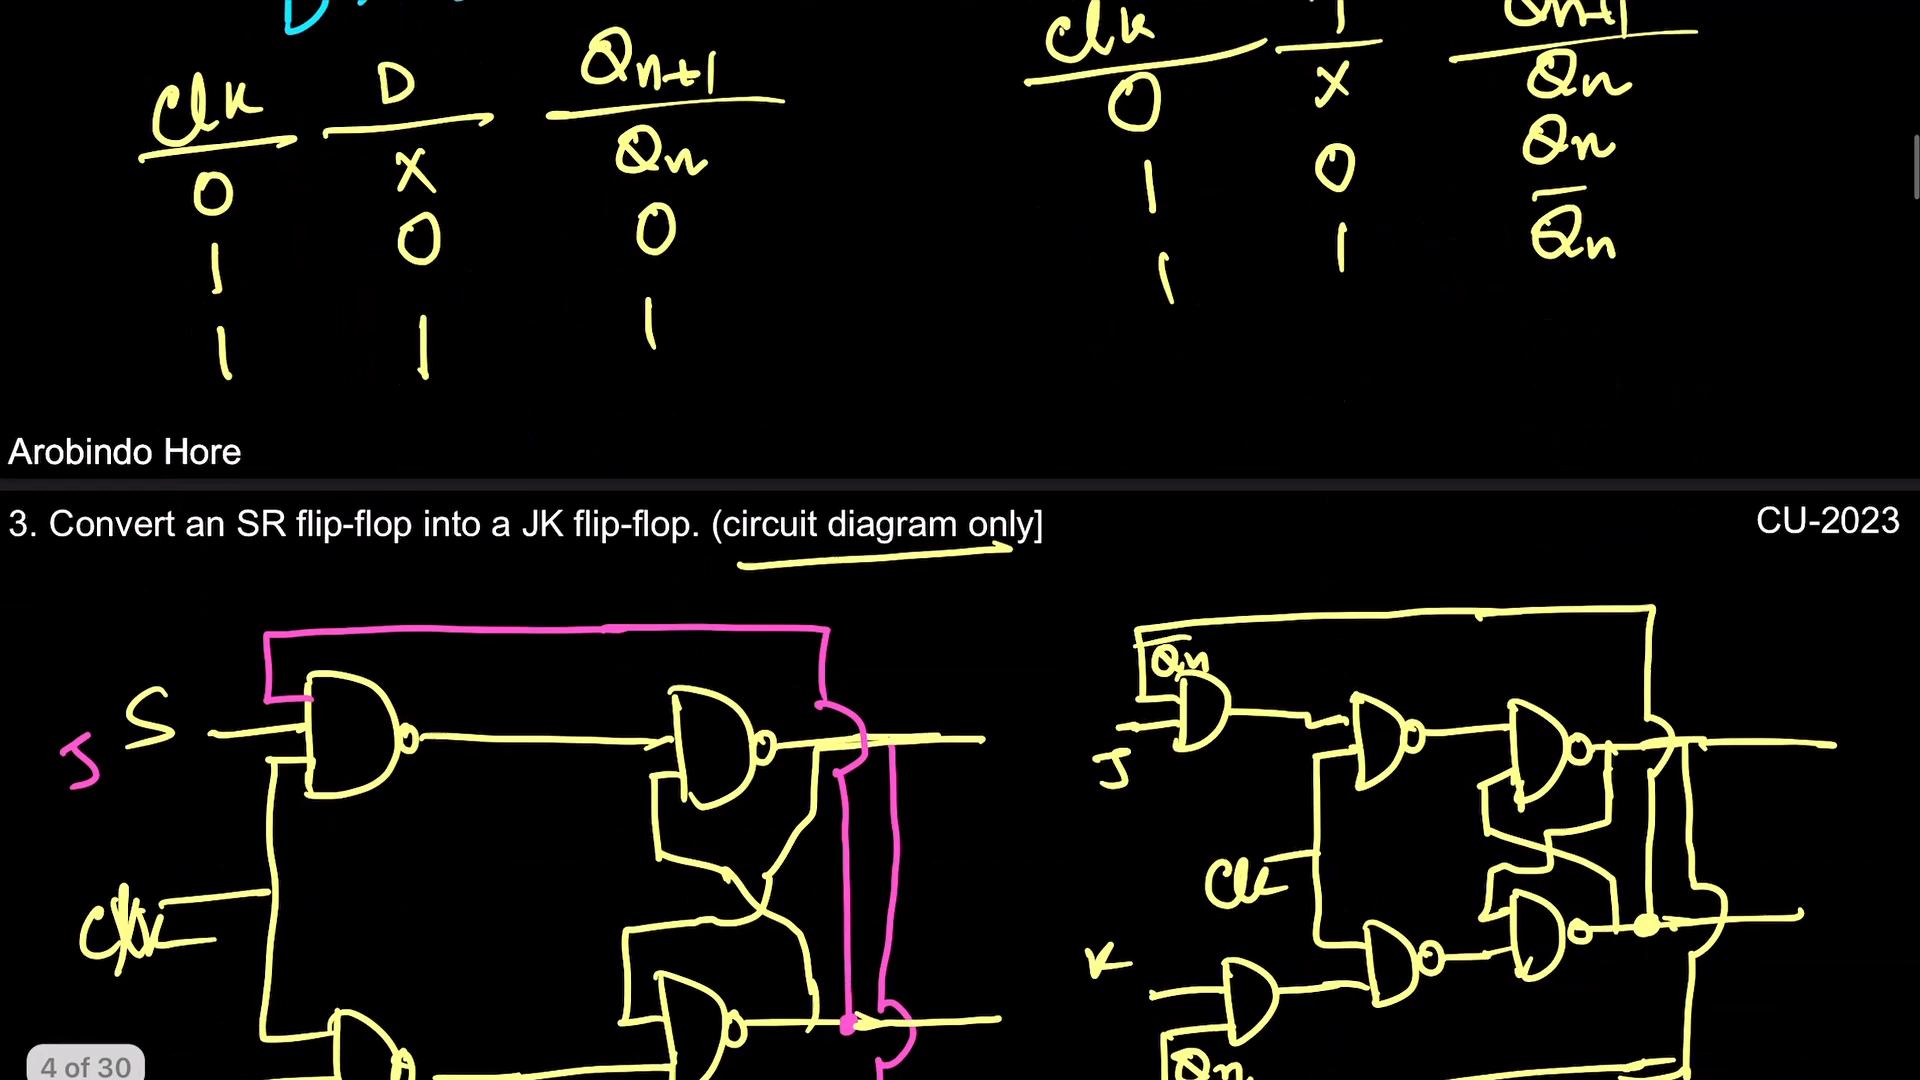 Clk D Qn+1
0 X Qn
1 0 0
1 1 1
Clk T Qn+1
0 X Qn
1 0 Qn
1 1 Q̅n
Arobindo Hore
3. Convert an SR flip-flop into a JK flip-flop. (circuit diagram only]
CU-2023
J S
Clk
Q̅n
J
Clk
K
Qn
4 of 30